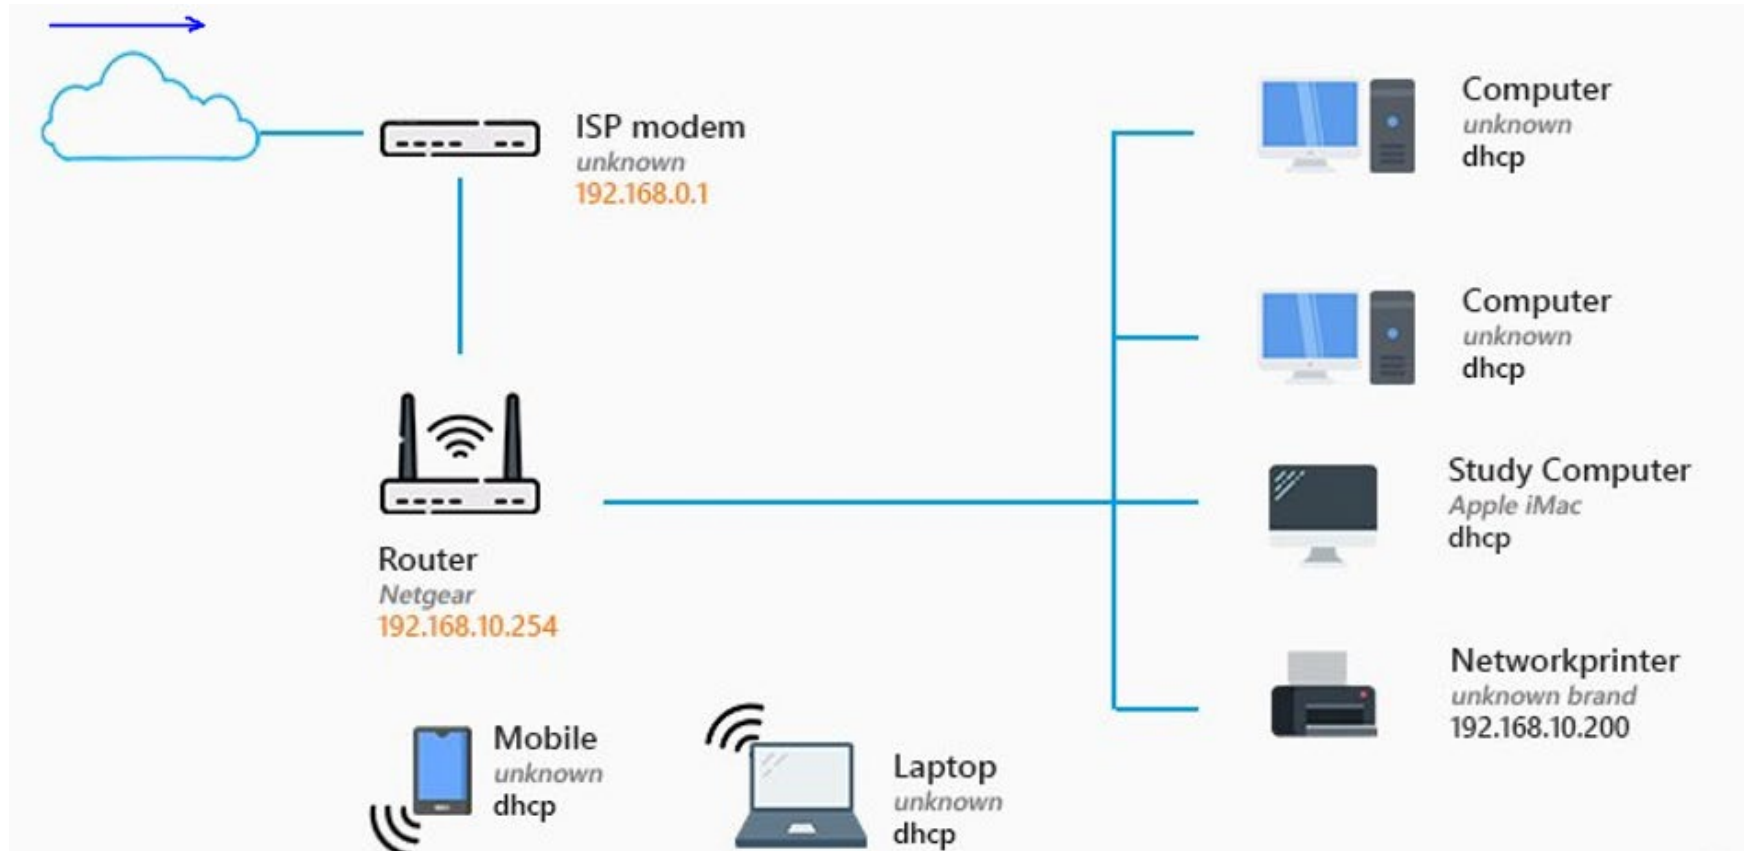 ISP modem
unknown
192.168.0.1
Computer
unknown
dhcp
Computer
unknown
dhcp
Study Computer
Apple iMac
dhcp
Router
Netgear
192.168.10.254
Networkprinter
unknown brand
192.168.10.200
Mobile
unknown
dhcp
Laptop
unknown
dhcp